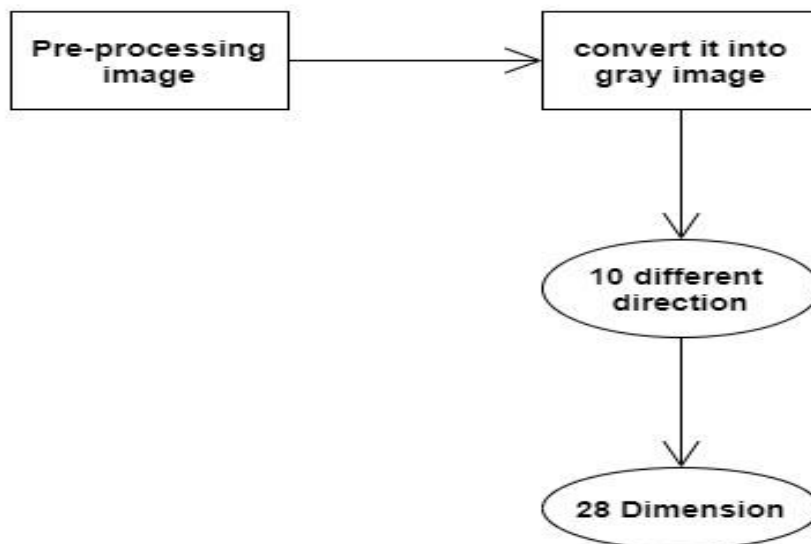 Pre-processing
image
convert it into
gray image
10 different
direction
28 Dimension